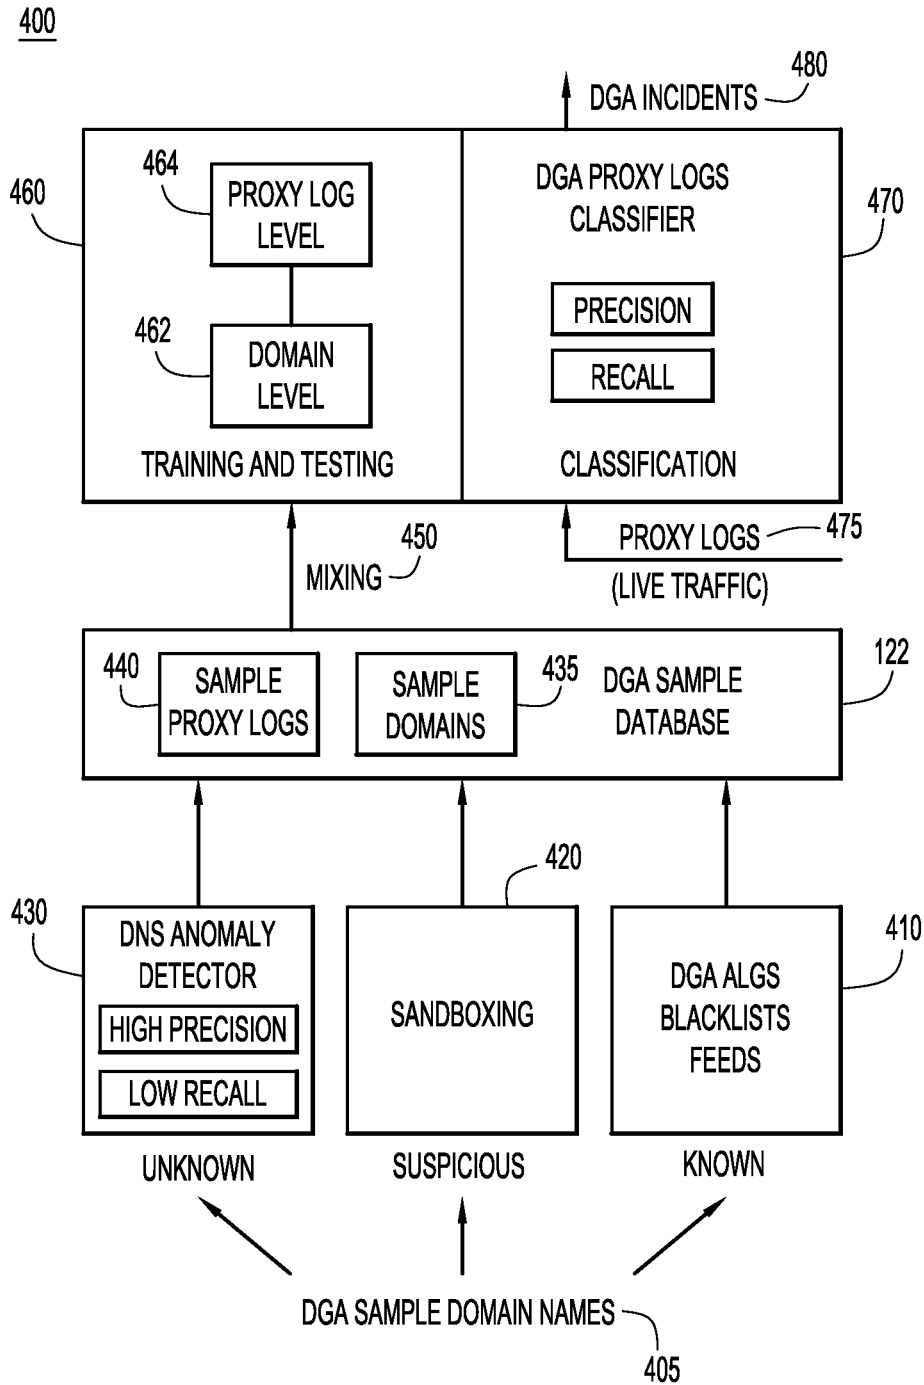 400
480
DGA INCIDENTS
464
460
PROXY LOG
LEVEL
DGA PROXY LOGS
CLASSIFIER
470
462
DOMAIN
LEVEL
PRECISION
RECALL
TRAINING AND TESTING
CLASSIFICATION
450
MIXING
PROXY LOGS
475
(LIVE TRAFFIC)
440
SAMPLE
PROXY LOGS
SAMPLE
DOMAINS
435
DGA SAMPLE
DATABASE
122
430
DNS ANOMALY
DETECTOR
HIGH PRECISION
LOW RECALL
420
SANDBOXING
410
DGA ALGS
BLACKLISTS
FEEDS
UNKNOWN
SUSPICIOUS
KNOWN
DGA SAMPLE DOMAIN NAMES
405